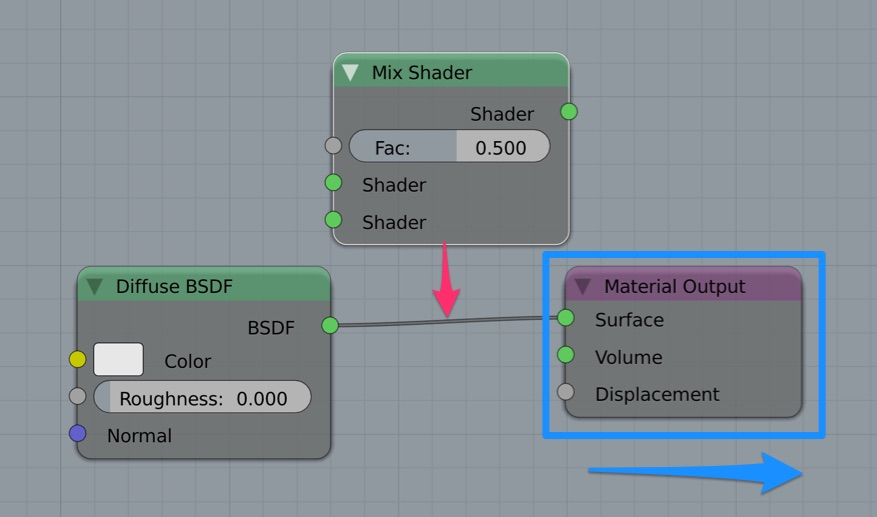 Mix Shader
Shader
Fac: 0.500
Shader
Shader
Diffuse BSDF
BSDF
Color
Roughness: 0.000
Normal
Material Output
Surface
Volume
Displacement